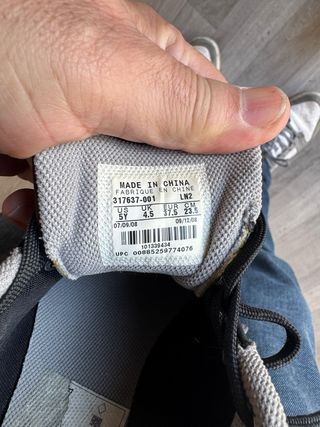 MADE IN CHINA
FABRIQUE EN CHINE
317637-001 LN2
US UK EUR CM
5Y 4.5 37.5 23.5
07/09/08 09/12/08
101339434
UPC 00885259774076